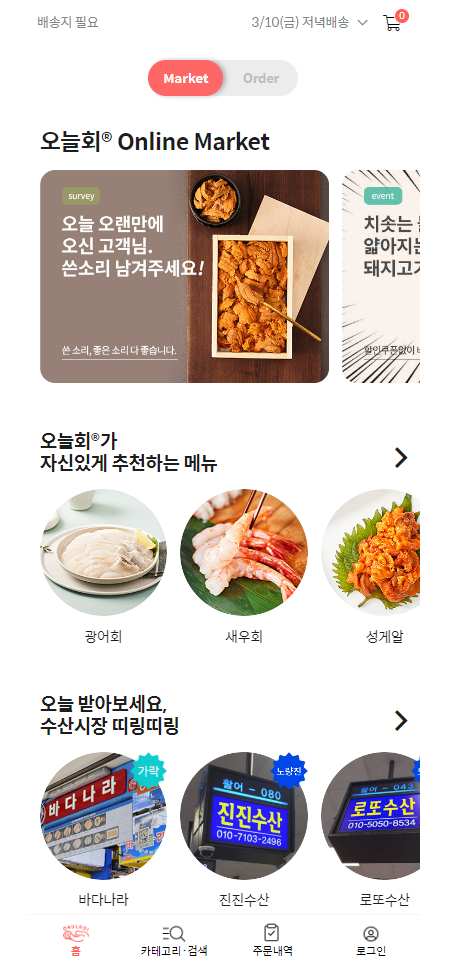 배송지 필요
3/10(금) 저녁배송
0
Market
Order
오늘회® Online Market
survey
오늘 오랜만에
오신 고객님.
쓴소리 남겨주세요!
쓴 소리, 좋은 소리 다 좋습니다.
event
치솟는
얇아지는
돼지고기
할인쿠폰없이
오늘회®가
자신있게 추천하는 메뉴
광어회
새우회
성게알
오늘 받아보세요,
수산시장 띠링띠링
가락
바다나라
노량진
활어 - 080
진진수산
010-7103-2496
활어 - 043
로또수산
010-5050-8534
바다나라
진진수산
로또수산
홈
카테고리·검색
주문내역
로그인